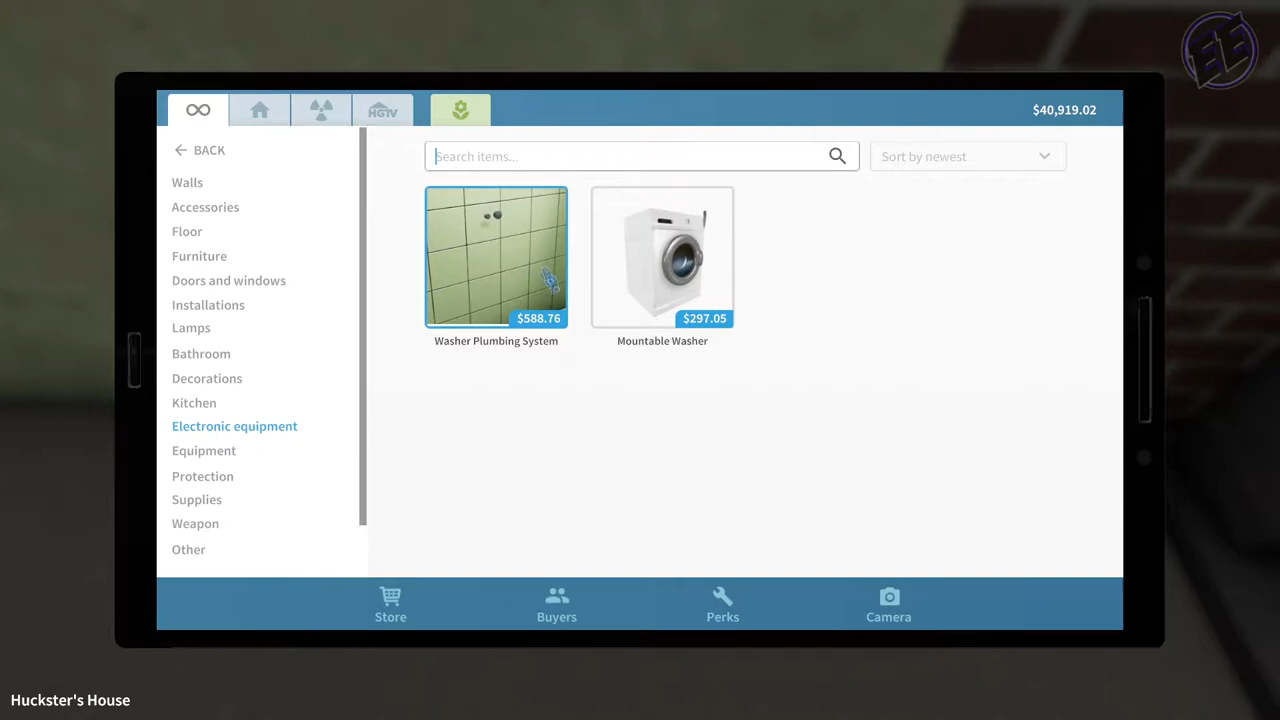 HGTV
$40,919.02
BACK
Search items...
Sort by newest
Walls
Accessories
Floor
Furniture
Doors and windows
Installations
Lamps
Bathroom
Decorations
Kitchen
Electronic equipment
Equipment
Protection
Supplies
Weapon
Other
$588.76
$297.05
Washer Plumbing System
Mountable Washer
Store
Buyers
Perks
Camera
Huckster's House